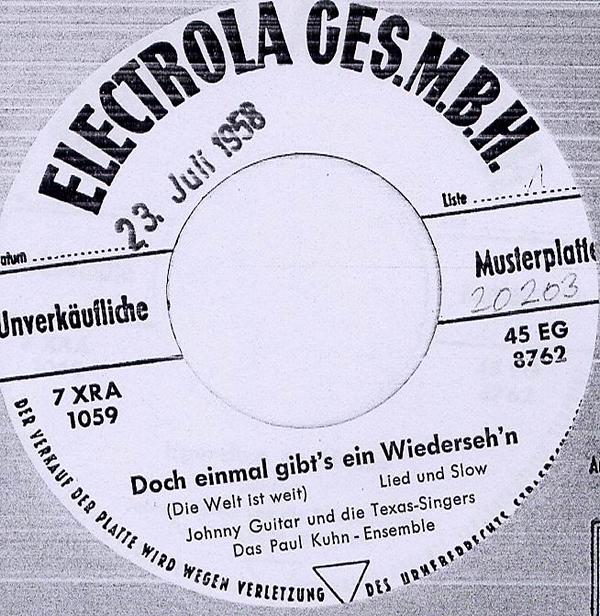 ELECTROLA GES.M.B.H.
23. Juli 1958
Liste
1
atum
Musterplatte
Unverkäufliche
20203
45 EG
8762
7 XRA
1059
Doch einmal gibt's ein Wiederseh'n
(Die Welt ist weit)
Lied und Slow
Johnny Guitar und die Texas-Singers
Das Paul Kuhn-Ensemble
DER VERKAUF DER PLATTE WIRD WEGEN VERLETZUNG DES URHEBERRECHTS